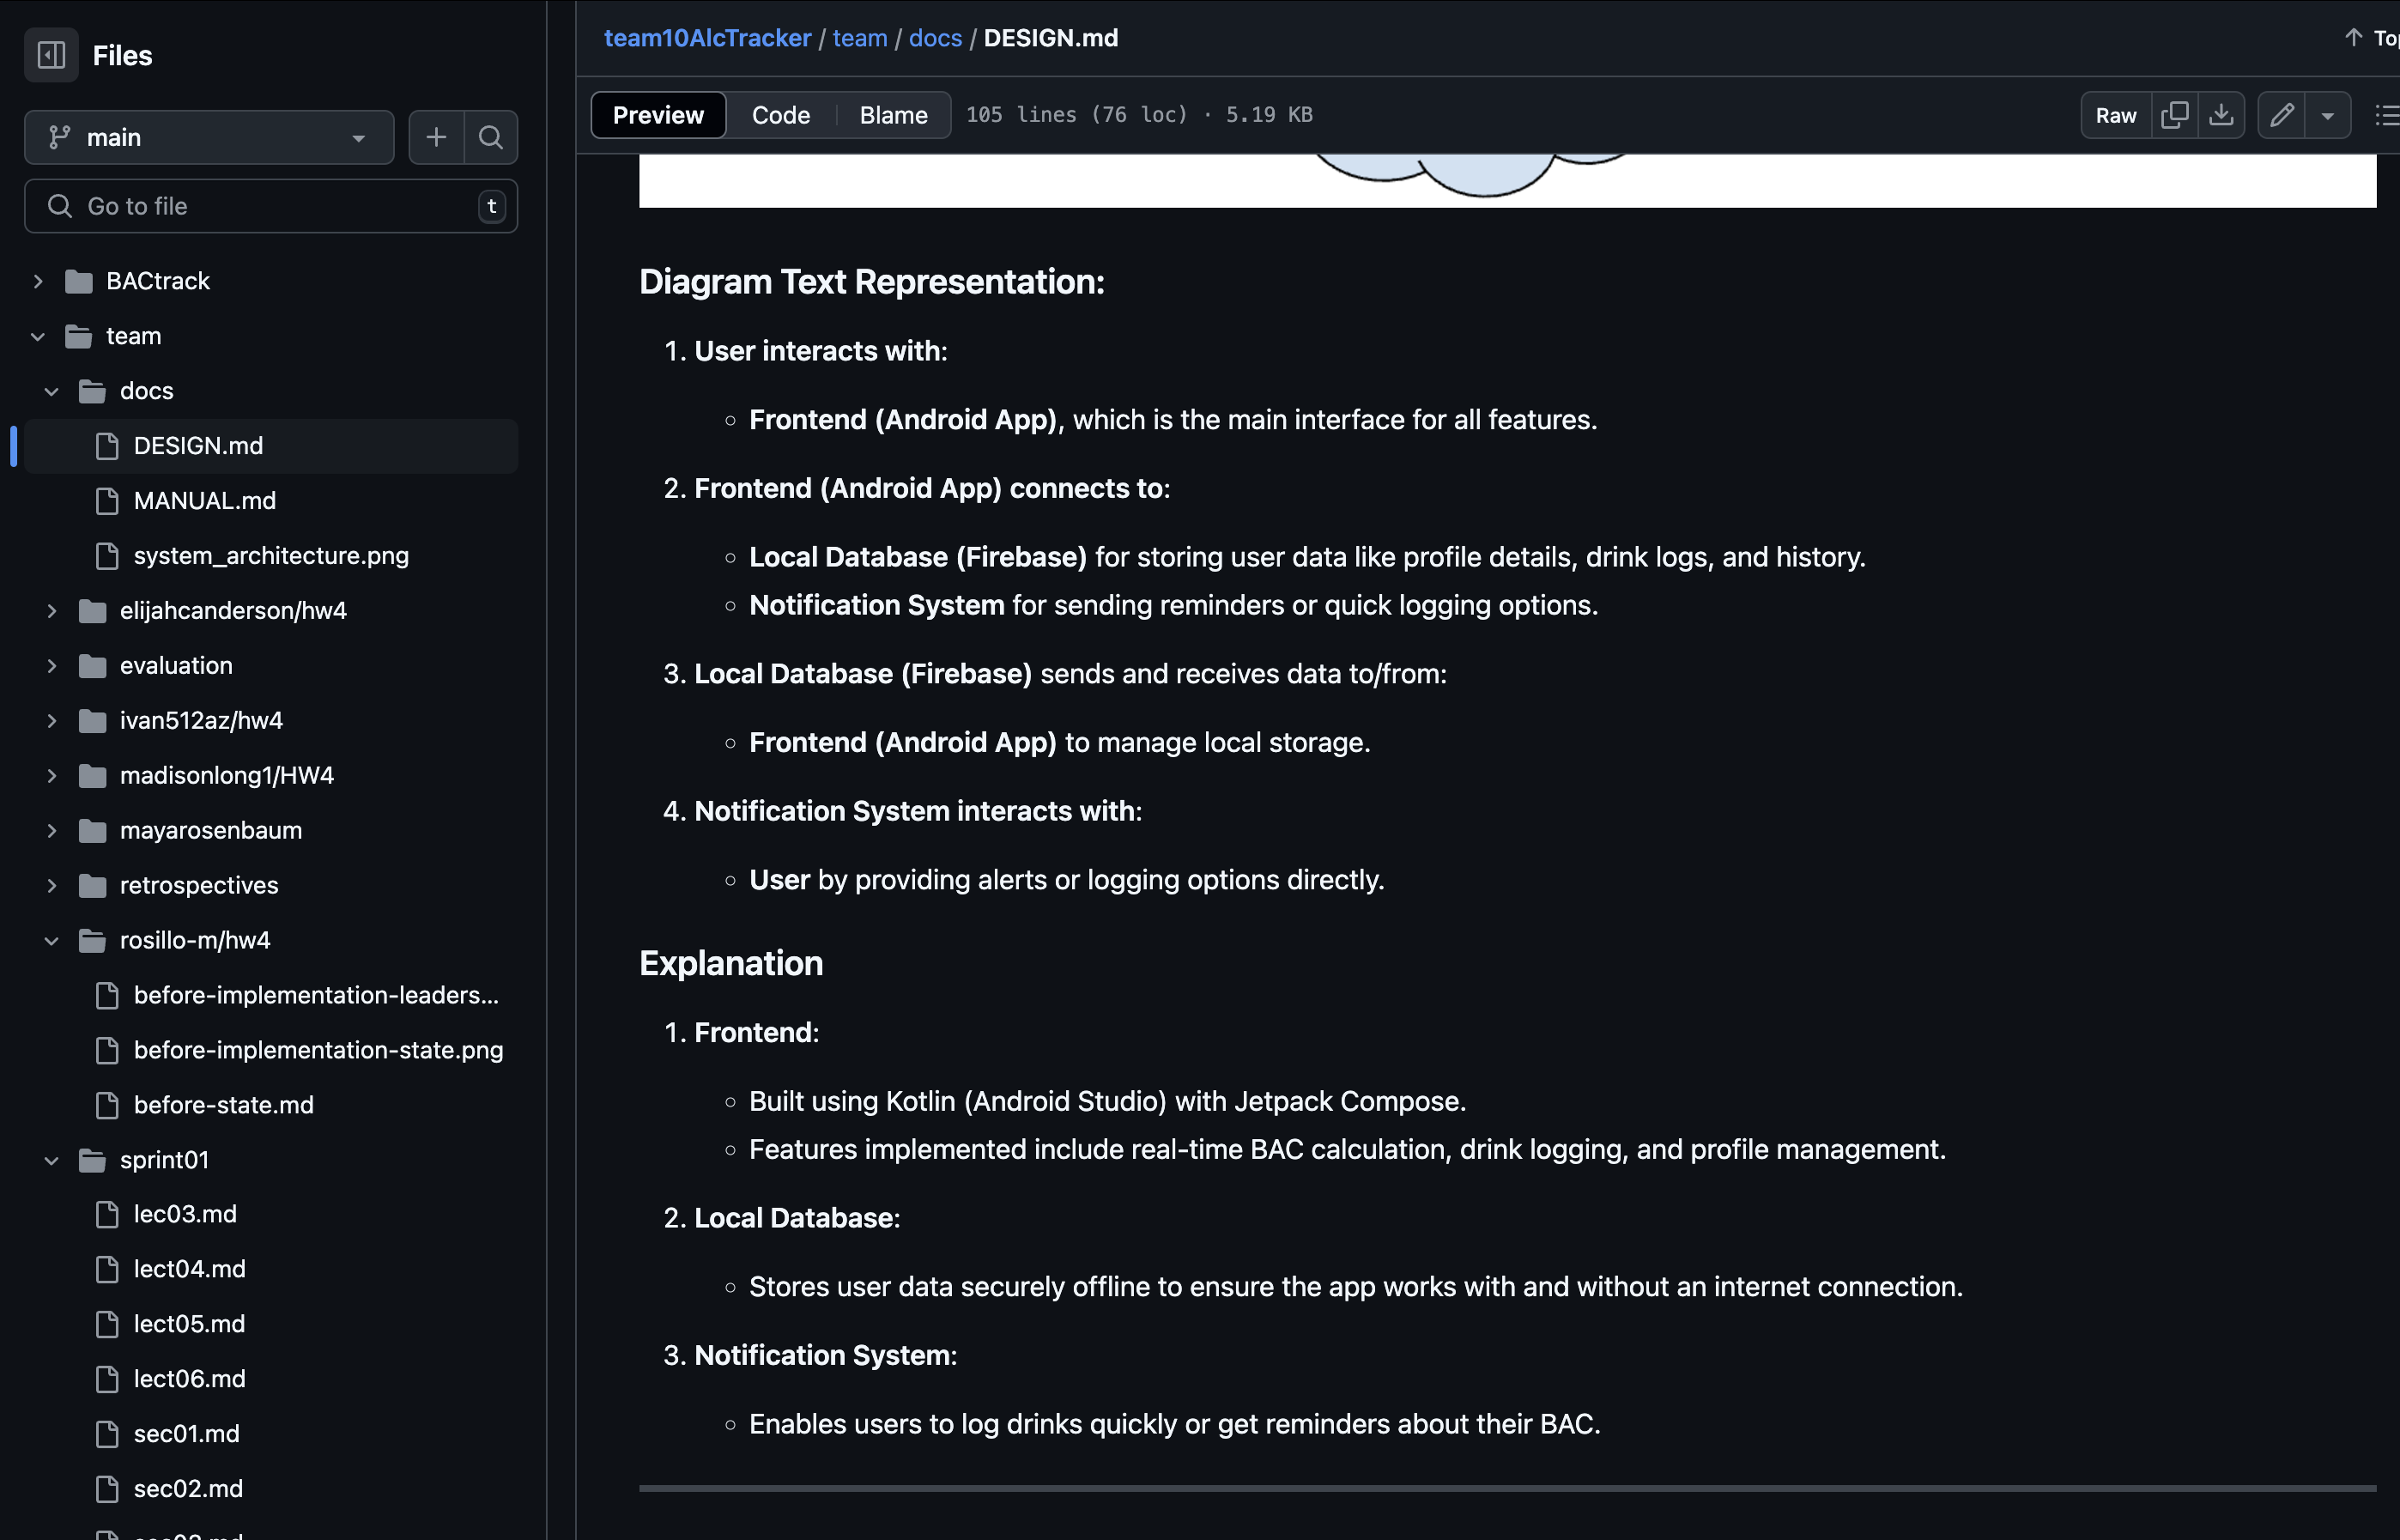 Files
main
Go to file
t
BACtrack
team
docs
DESIGN.md
MANUAL.md
system_architecture.png
elijahcanderson/hw4
evaluation
ivan512az/hw4
madisonlong1/HW4
mayarosenbaum
retrospectives
rosillo-m/hw4
before-implementation-leaders...
before-implementation-state.png
before-state.md
sprint01
lec03.md
lect04.md
lect05.md
lect06.md
sec01.md
sec02.md
team10AlcTracker / team / docs / DESIGN.md
Preview Code Blame 105 lines (76 loc) · 5.19 KB
Raw
Diagram Text Representation:
1. User interacts with:
Frontend (Android App), which is the main interface for all features.
2. Frontend (Android App) connects to:
Local Database (Firebase) for storing user data like profile details, drink logs, and history.
Notification System for sending reminders or quick logging options.
3. Local Database (Firebase) sends and receives data to/from:
Frontend (Android App) to manage local storage.
4. Notification System interacts with:
User by providing alerts or logging options directly.
Explanation
1. Frontend:
Built using Kotlin (Android Studio) with Jetpack Compose.
Features implemented include real-time BAC calculation, drink logging, and profile management.
2. Local Database:
Stores user data securely offline to ensure the app works with and without an internet connection.
3. Notification System:
Enables users to log drinks quickly or get reminders about their BAC.